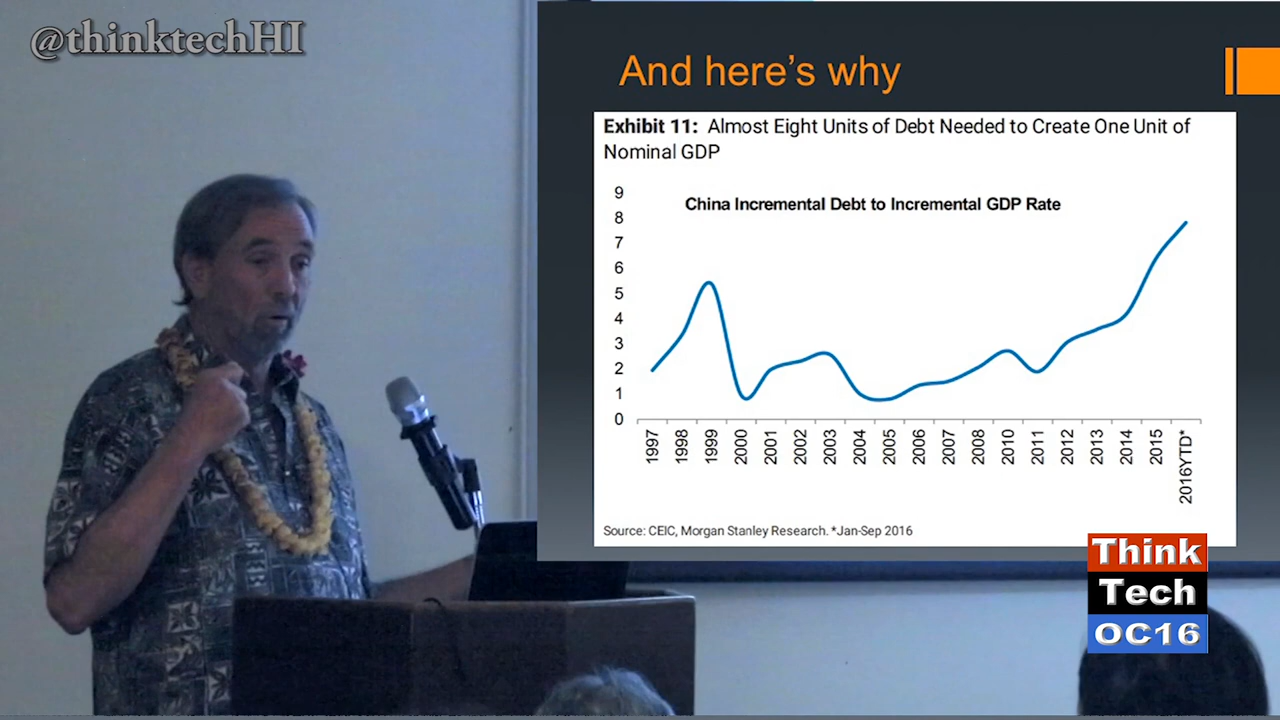 @thinktechHI
And here's why
Exhibit 11: Almost Eight Units of Debt Needed to Create One Unit of
Nominal GDP
China Incremental Debt to Incremental GDP Rate
9
8
7
6
5
4
3
2
1
0
1997
1998
1999
2000
2001
2002
2003
2004
2005
2006
2007
2008
2010
2011
2012
2013
2014
2015
2016YTD*
Source: CEIC, Morgan Stanley Research. *Jan-Sep 2016
Think
Tech
OC16